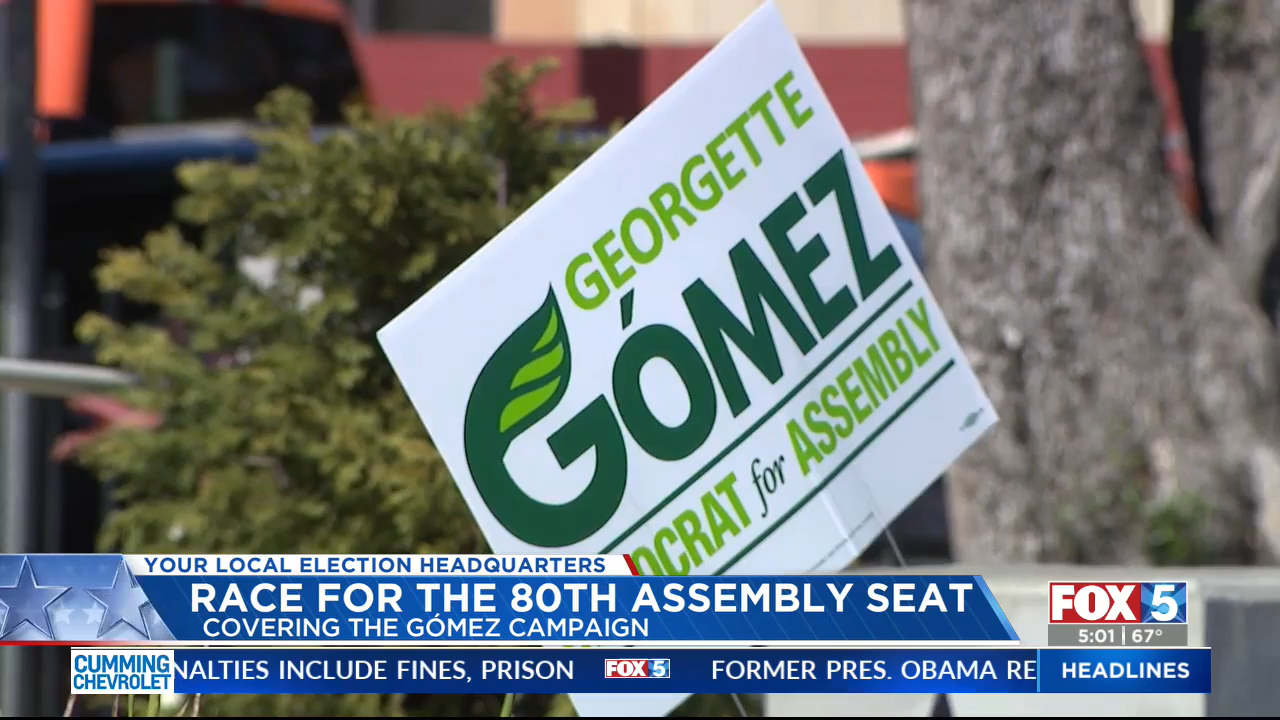 GEORGETTE
GÓMEZ
OCRAT for ASSEMBLY
YOUR LOCAL ELECTION HEADQUARTERS
RACE FOR THE 80TH ASSEMBLY SEAT
COVERING THE GÓMEZ CAMPAIGN
FOX 5
5:01 | 67°
CUMMING
CHEVROLET
NALTIES INCLUDE FINES, PRISON FOX 5 FORMER PRES. OBAMA RE HEADLINES